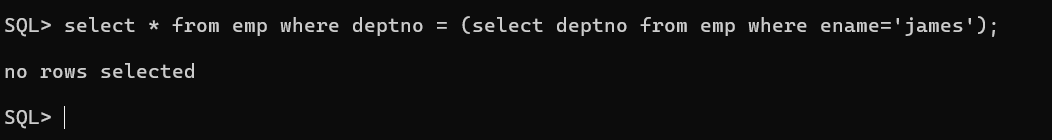 SQL> select * from emp where deptno = (select deptno from emp where ename='james');
no rows selected
SQL>